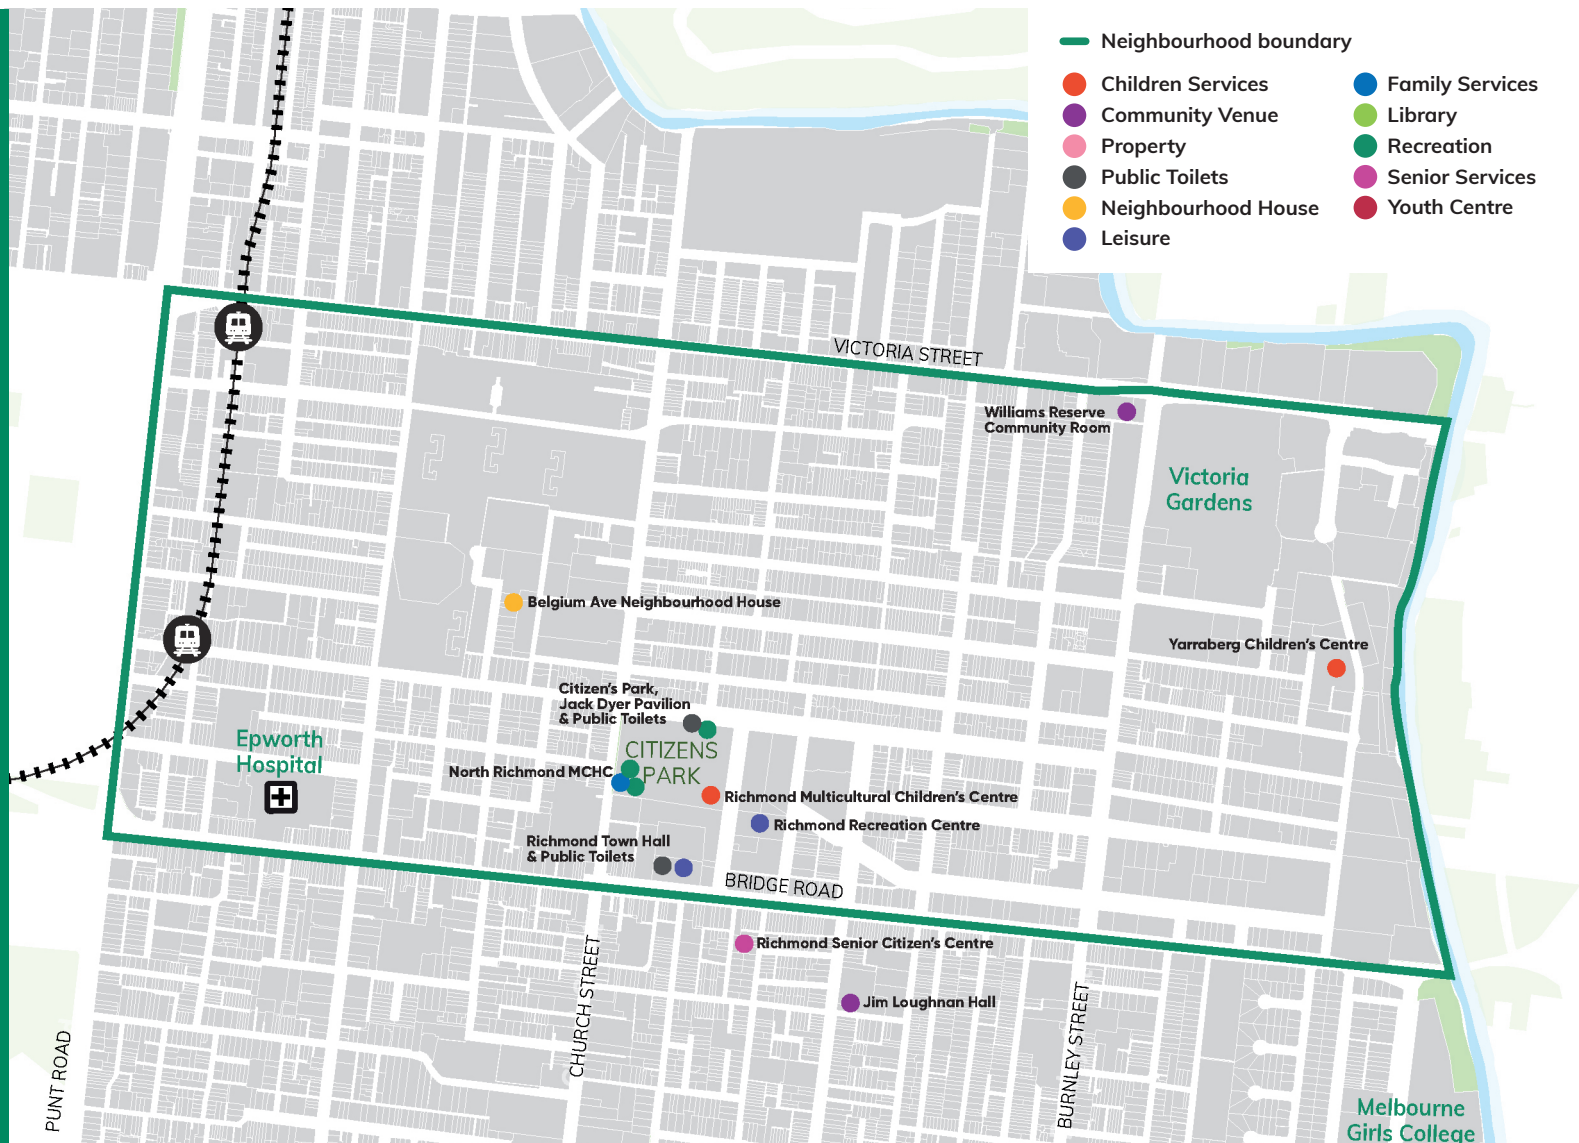 Neighbourhood boundary
Children Services
Community Venue
Property
Public Toilets
Neighbourhood House
Leisure
Family Services
Library
Recreation
Senior Services
Youth Centre
VICTORIA STREET
Williams Reserve
Community Room
Victoria
Gardens
Belgium Ave Neighbourhood House
Yarraberg Children's Centre
Citizen's Park,
Jack Dyer Pavilion
& Public Toilets
Epworth
Hospital
CITIZENS
PARK
North Richmond MCHC
Richmond Multicultural Children's Centre
Richmond Recreation Centre
Richmond Town Hall
& Public Toilets
BRIDGE ROAD
Richmond Senior Citizen's Centre
Jim Loughnan Hall
CHURCH STREET
BURNLEY STREET
PUNT ROAD
Melbourne
Girls College